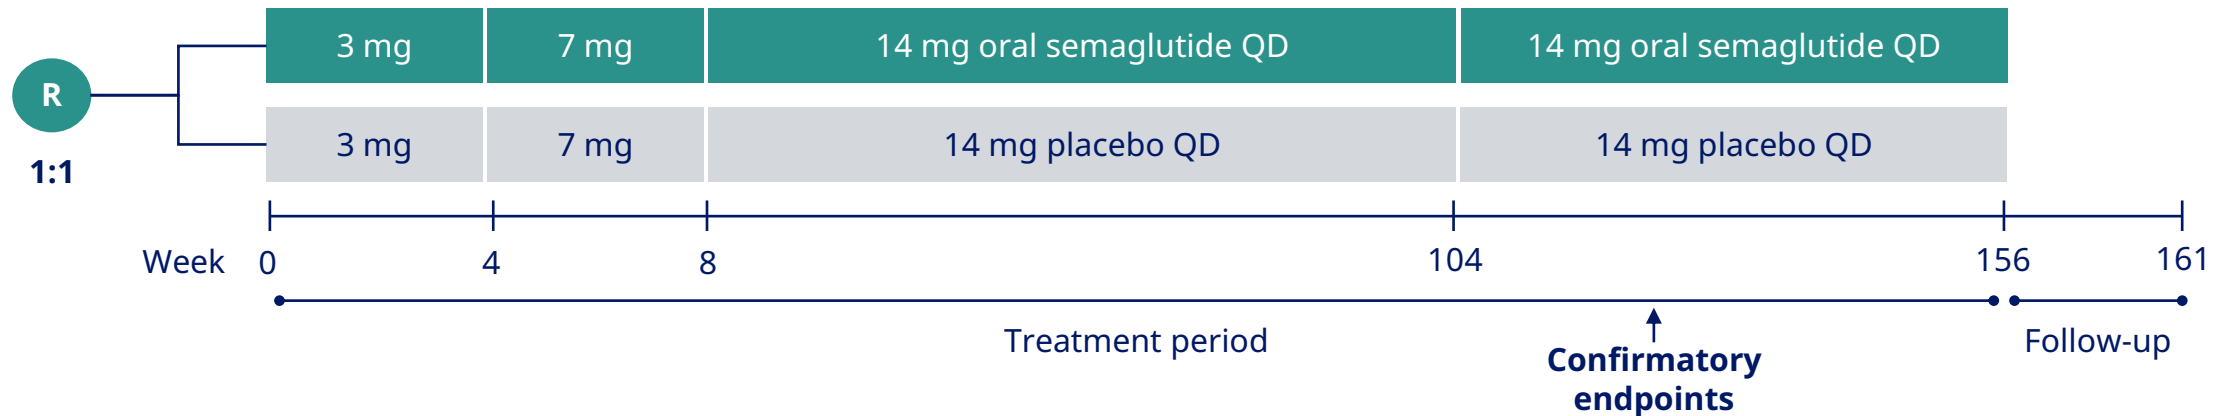 R
1:1
3 mg
7 mg
14 mg oral semaglutide QD
14 mg oral semaglutide QD
3 mg
7 mg
14 mg placebo QD
14 mg placebo QD
Week
0
4
8
104
156
161
Treatment period
Confirmatory
endpoints
Follow-up